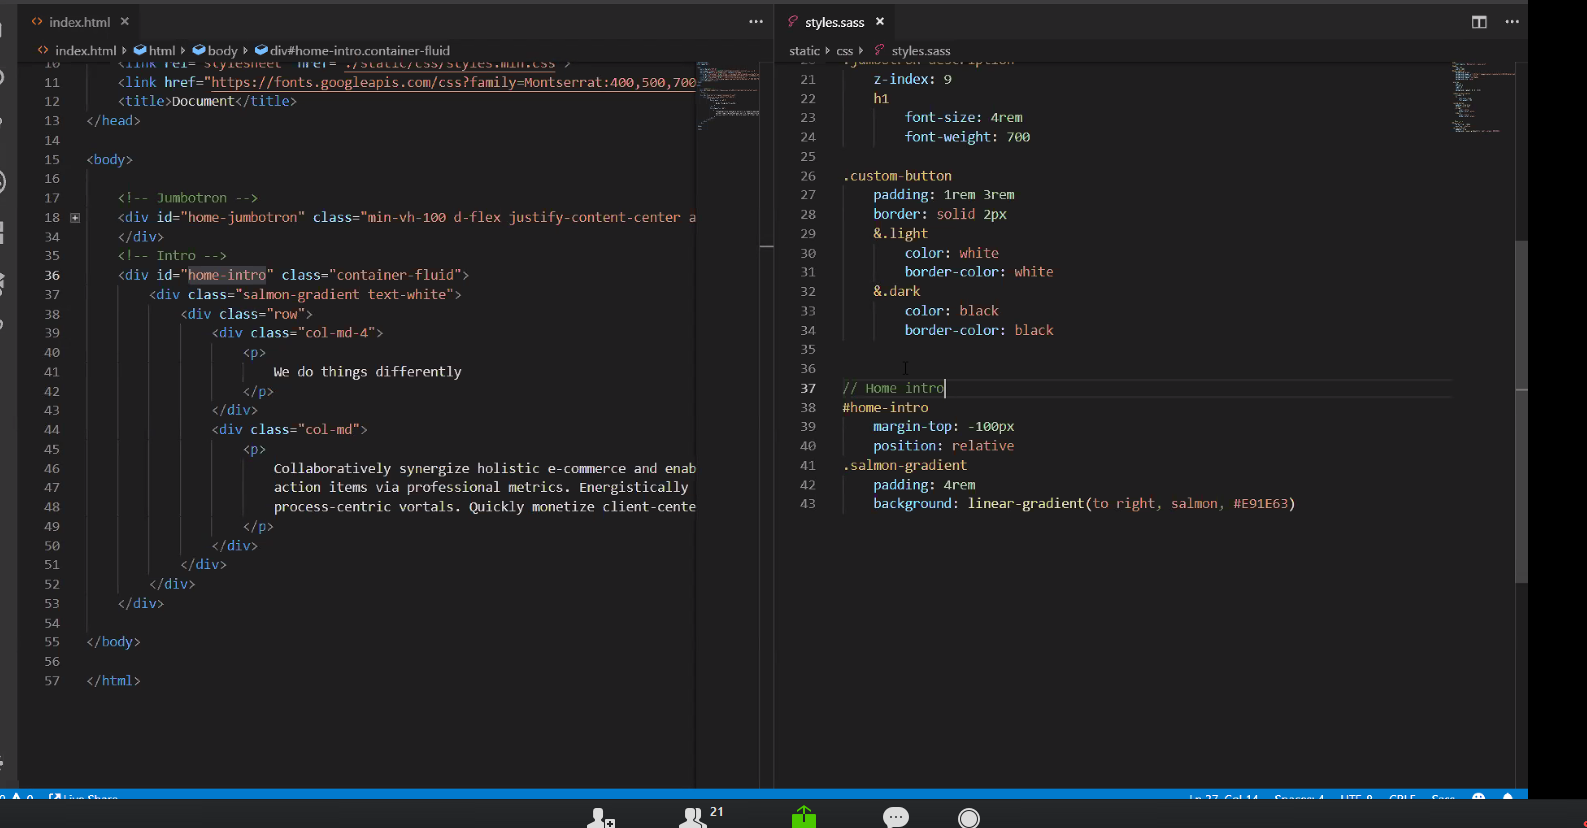 index.html
styles.sass
index.html html body div#home-intro.container-fluid
static css styles.sass
10 <link rel="stylesheet" href="./static/css/styles.min.css">
11 <link href="https://fonts.googleapis.com/css?family=Montserrat:400,500,700
12 <title>Document</title>
13 </head>
14
15 <body>
16
17 <!-- Jumbotron -->
18 <div id="home-jumbotron" class="min-vh-100 d-flex justify-content-center a
34 </div>
35 <!-- Intro -->
36 <div id="home-intro" class="container-fluid">
37 <div class="salmon-gradient text-white">
38 <div class="row">
39 <div class="col-md-4">
40 <p>
41 We do things differently
42 </p>
43 </div>
44 <div class="col-md">
45 <p>
46 Collaboratively synergize holistic e-commerce and enab
47 action items via professional metrics. Energistically
48 process-centric vortals. Quickly monetize client-cente
49 </p>
50 </div>
51 </div>
52 </div>
53 </div>
54
55 </body>
56
57 </html>
20 .jumbotron-description
21 z-index: 9
22 h1
23 font-size: 4rem
24 font-weight: 700
25
26 .custom-button
27 padding: 1rem 3rem
28 border: solid 2px
29 &.light
30 color: white
31 border-color: white
32 &.dark
33 color: black
34 border-color: black
35
36
37 // Home intro
38 #home-intro
39 margin-top: -100px
40 position: relative
41 .salmon-gradient
42 padding: 4rem
43 background: linear-gradient(to right, salmon, #E91E63)
0 0 Live Share
Ln 37, Col 14 Spaces: 4 UTF-8 CRLF Sass
21